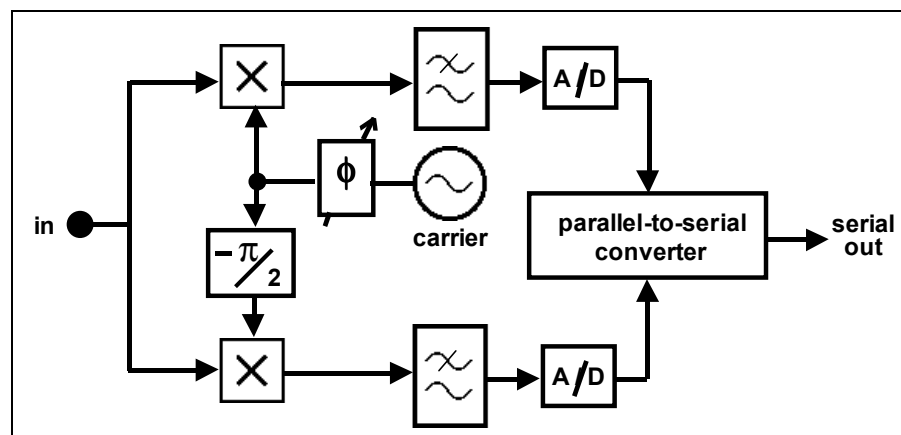 A/D
ϕ
in
carrier
parallel-to-serial
converter
serial
out
-π/2
A/D